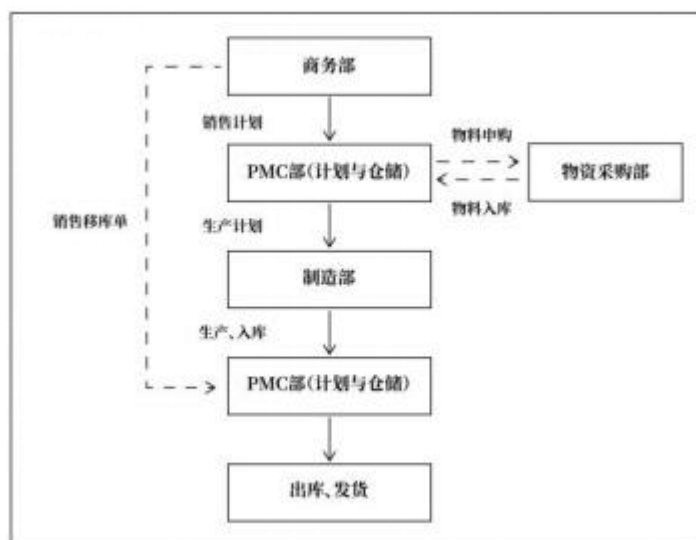 商务部
销售计划
物料申购
PMC部(计划与仓储)
物资采购部
物料入库
销售移库单
生产计划
制造部
生产、入库
PMC部(计划与仓储)
出库、发货